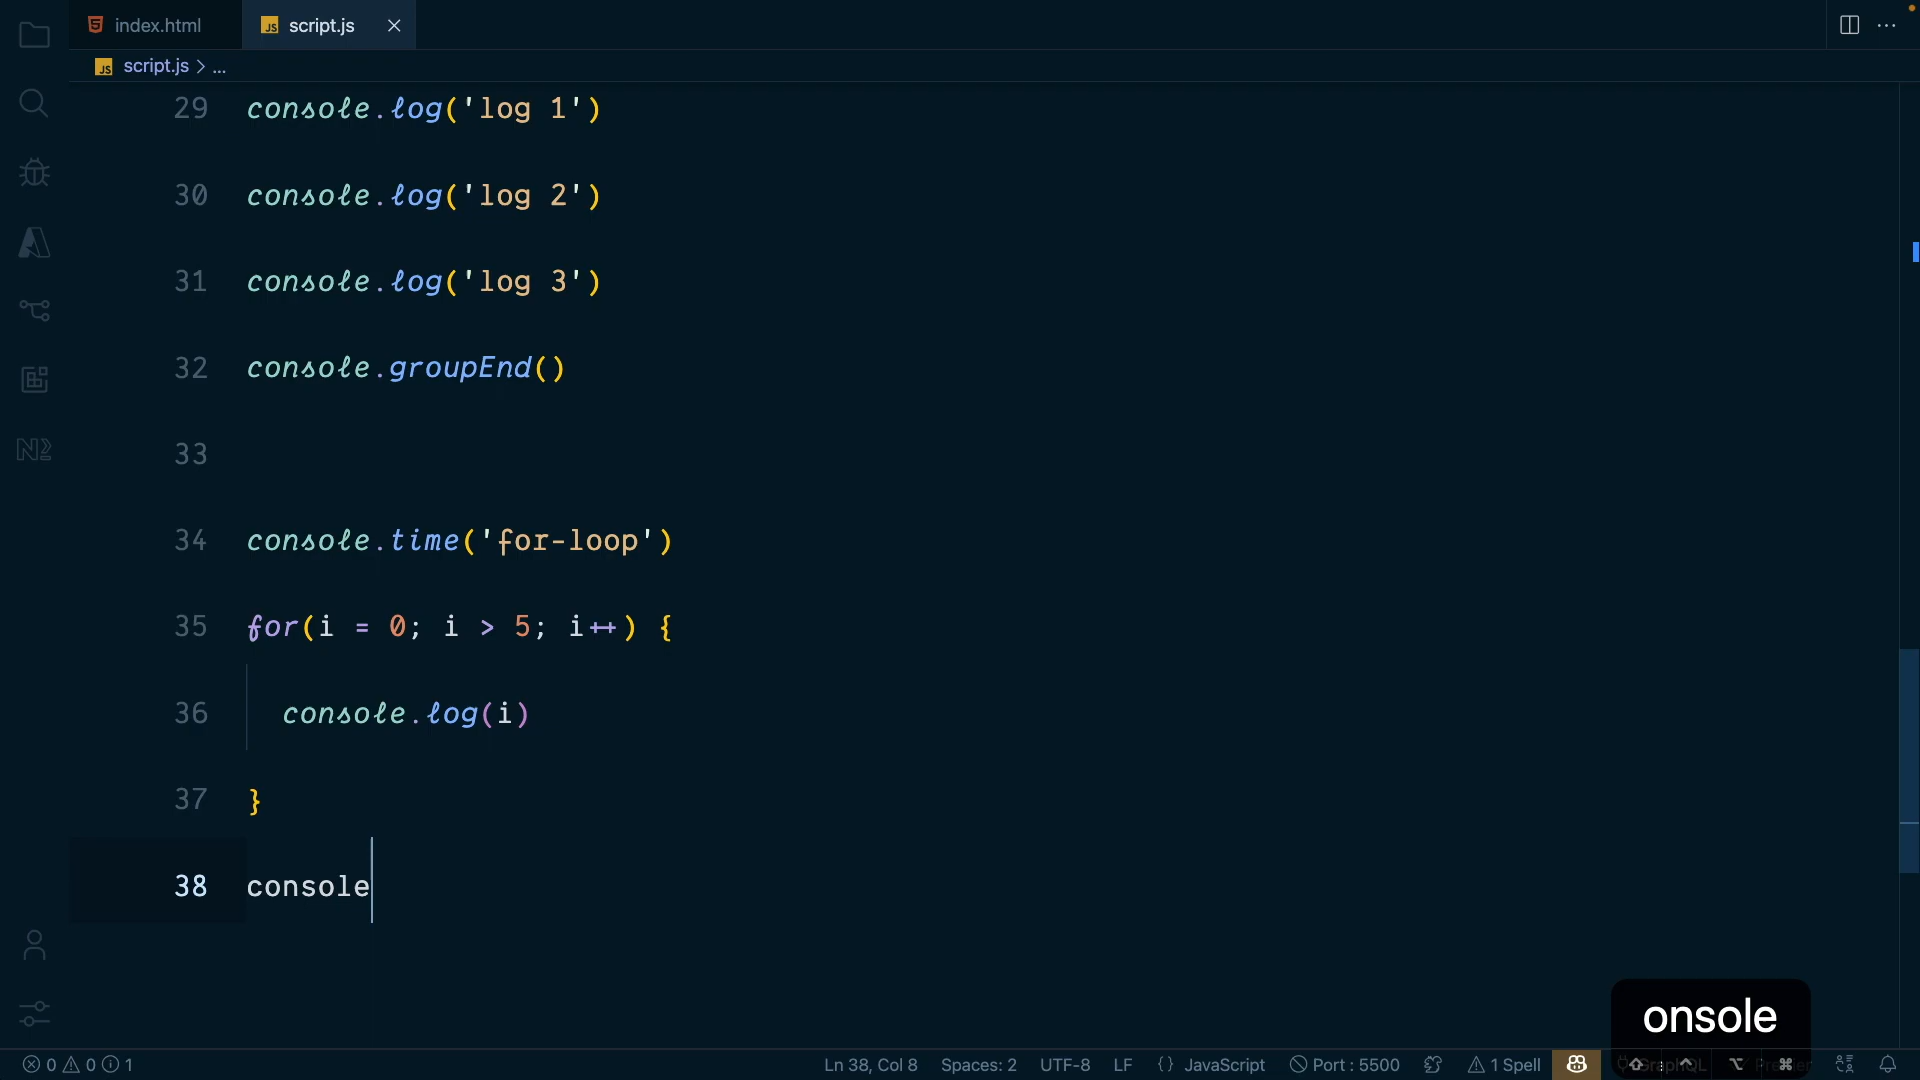 index.html
script.js
script.js > ...
29 console.log('log 1')
30 console.log('log 2')
31 console.log('log 3')
32 console.groupEnd()
33
34 console.time('for-loop')
35 for(i = 0; i > 5; i++) {
36 console.log(i)
37 }
38 console
onsole
0 0 1 Ln 38, Col 8 Spaces: 2 UTF-8 LF {} JavaScript Port : 5500 1 Spell GraphQL